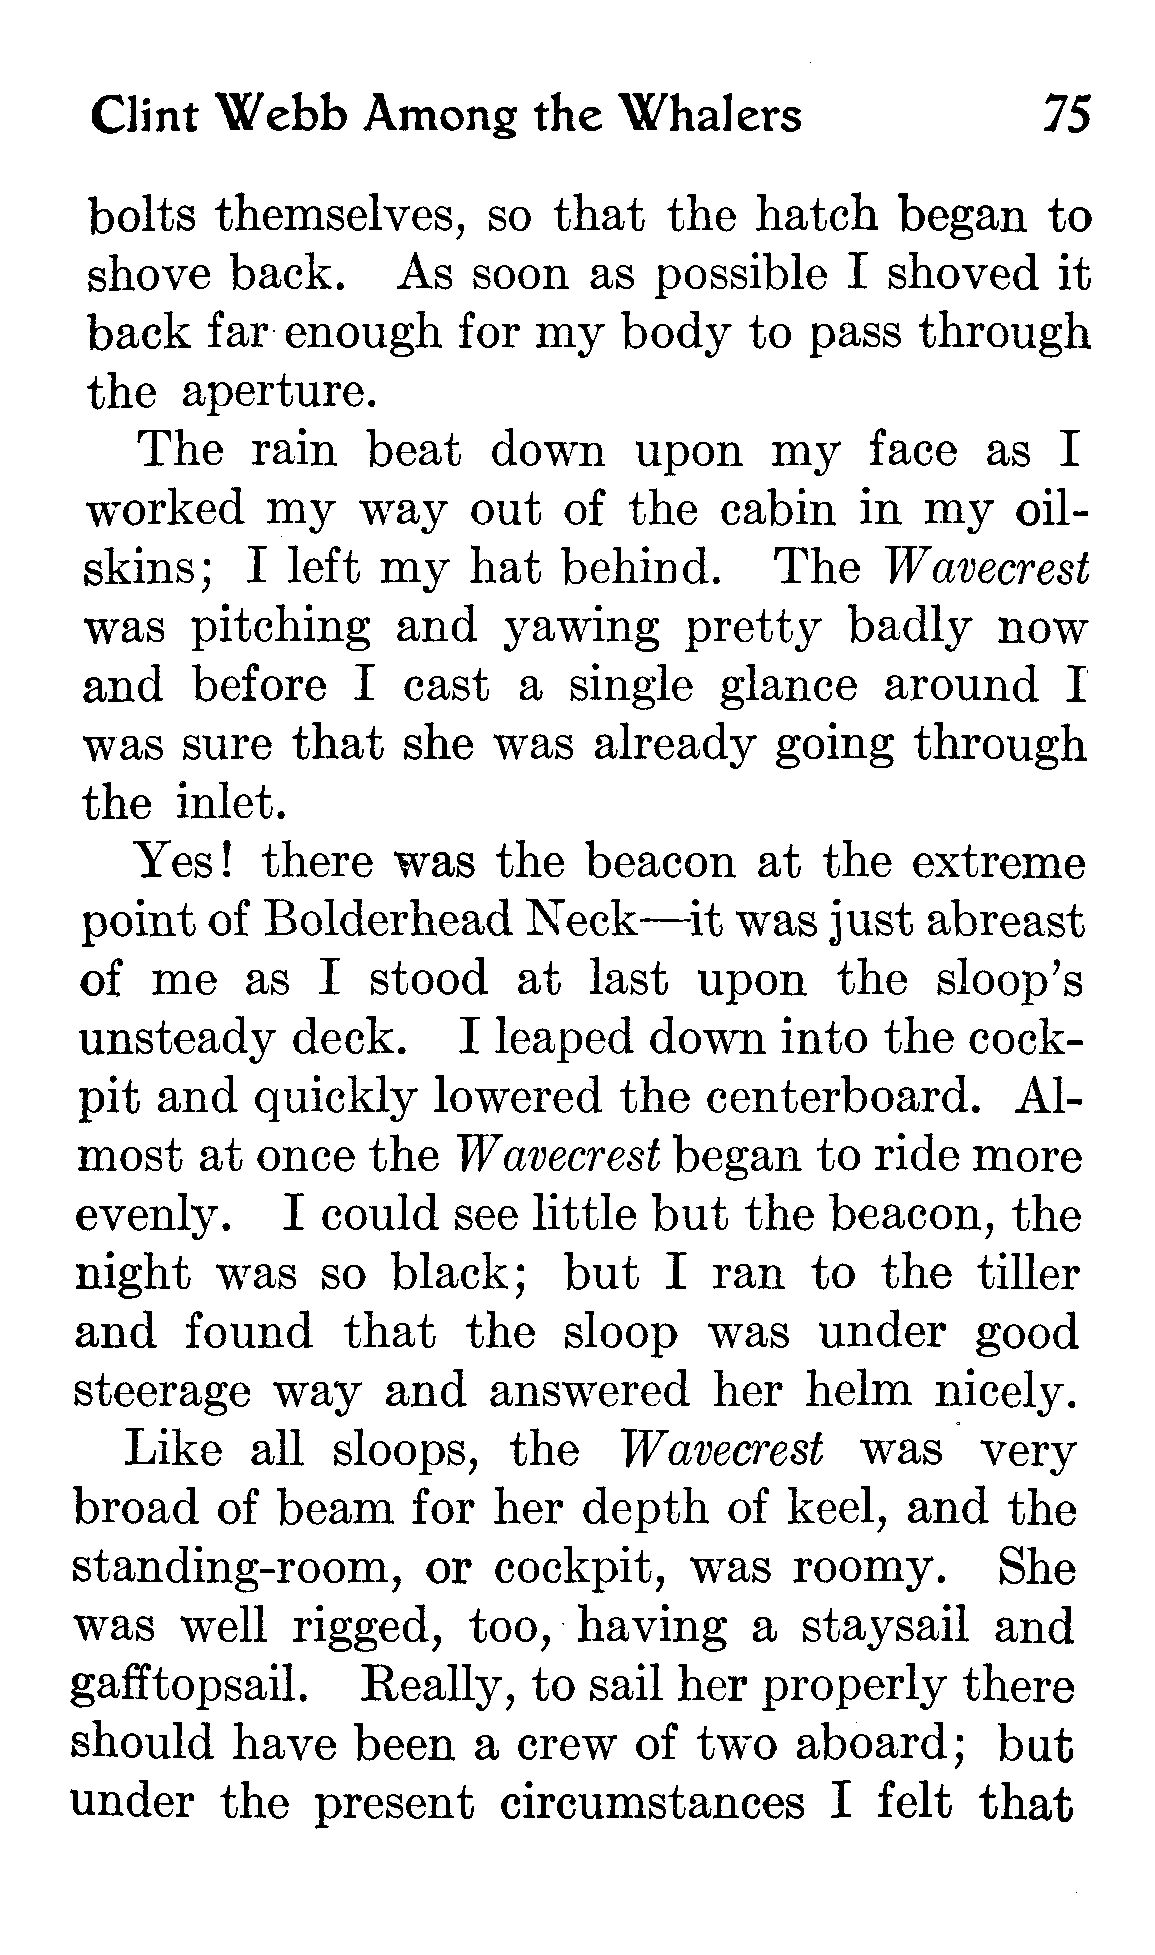 Clint Webb Among the Whalers 75
bolts themselves, so that the hatch began to
shove back. As soon as possible I shoved it
back far enough for my body to pass through
the aperture.
The rain beat down upon my face as I
worked my way out of the cabin in my oil-
skins; I left my hat behind. The Wavecrest
was pitching and yawing pretty badly now
and before I cast a single glance around I
was sure that she was already going through
the inlet.
Yes! there was the beacon at the extreme
point of Bolderhead Neck—it was just abreast
of me as I stood at last upon the sloop's
unsteady deck. I leaped down into the cock-
pit and quickly lowered the centerboard. Al-
most at once the Wavecrest began to ride more
evenly. I could see little but the beacon, the
night was so black; but I ran to the tiller
and found that the sloop was under good
steerage way and answered her helm nicely.
Like all sloops, the Wavecrest was very
broad of beam for her depth of keel, and the
standing-room, or cockpit, was roomy. She
was well rigged, too, having a staysail and
gafftopsail. Really, to sail her properly there
should have been a crew of two aboard; but
under the present circumstances I felt that